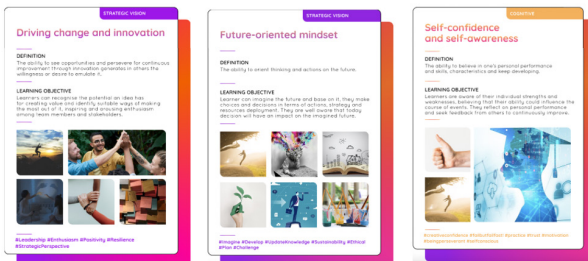 STRATEGIC VISION
Driving change and innovation
DEFINITION
The ability to see opportunities and persevere for continuous
improvement through innovation generates in others the
willingness or desire to emulate it.
LEARNING OBJECTIVE
Learners can recognise the potential an idea has
for creating value and identify suitable ways of making
the most out of it, inspiring and arousing enthusiasm
among team members and stakeholders.
#Leadership #Enthusiasm #Positivity #Resilience
#StrategicPerspective
STRATEGIC VISION
Future-oriented mindset
DEFINITION
The ability to orient thinking and actions on the future.
LEARNING OBJECTIVE
Learner can imagine the future and base on it, they make
choices and decisions in terms of actions, strategy and
resources deployment. They are well aware that today
decision will have an impact on the imagined future.
#Imagine #Develop #UpdateKnowledge #Sustainability #Ethical
#Plan #Challenge
COGNITIVE
Self-confidence
and self-awareness
DEFINITION
The ability to believe in one's personal performance
and skills, characteristics and keep developing.
LEARNING OBJECTIVE
Learners are aware of their individual strengths and
weaknesses, believing that their ability could influence the
course of events. They reflect on personal performance
and seek feedback from others to continuously improve.